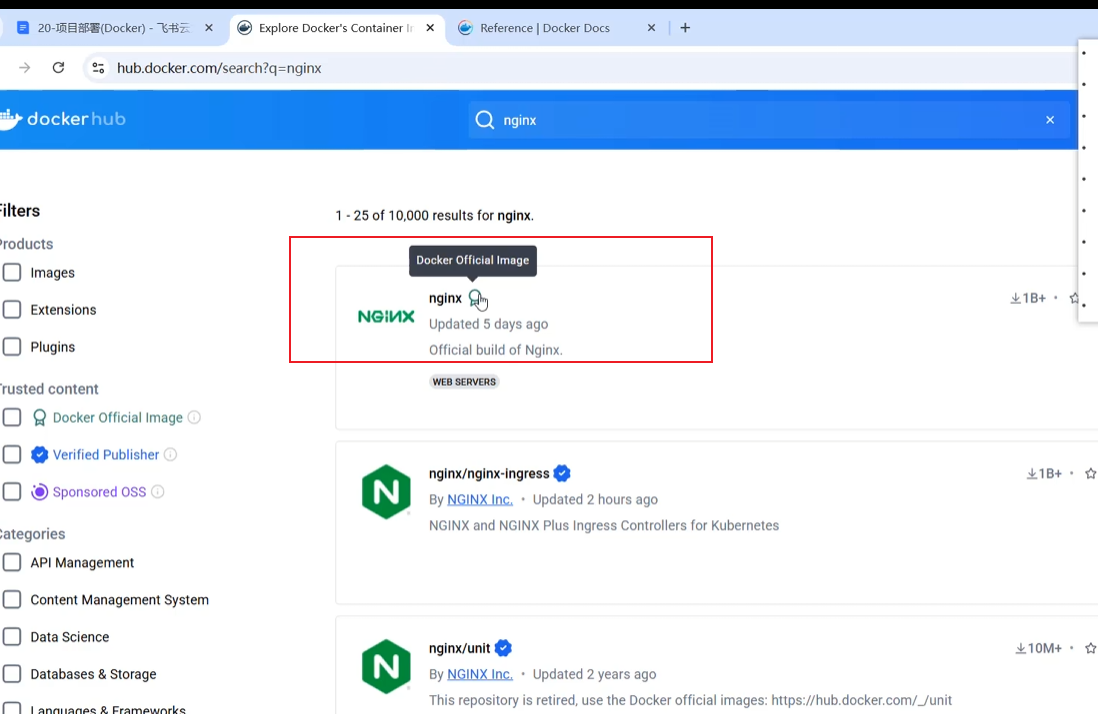 20-项目部署(Docker) - 飞书云
Explore Docker's Container In
Reference | Docker Docs
hub.docker.com/search?q=nginx
dockerhub
nginx
Filters
1 - 25 of 10,000 results for nginx.
Products
Images
Extensions
Plugins
Trusted content
Docker Official Image
Verified Publisher
Sponsored OSS
Categories
API Management
Content Management System
Data Science
Databases & Storage
Languages & Frameworks
Docker Official Image
NGINX
nginx
1B+
Updated 5 days ago
Official build of Nginx.
WEB SERVERS
N
nginx/nginx-ingress
1B+
By NGINX Inc. • Updated 2 hours ago
NGINX and NGINX Plus Ingress Controllers for Kubernetes
N
nginx/unit
10M+
By NGINX Inc. • Updated 2 years ago
This repository is retired, use the Docker official images: https://hub.docker.com/_/unit